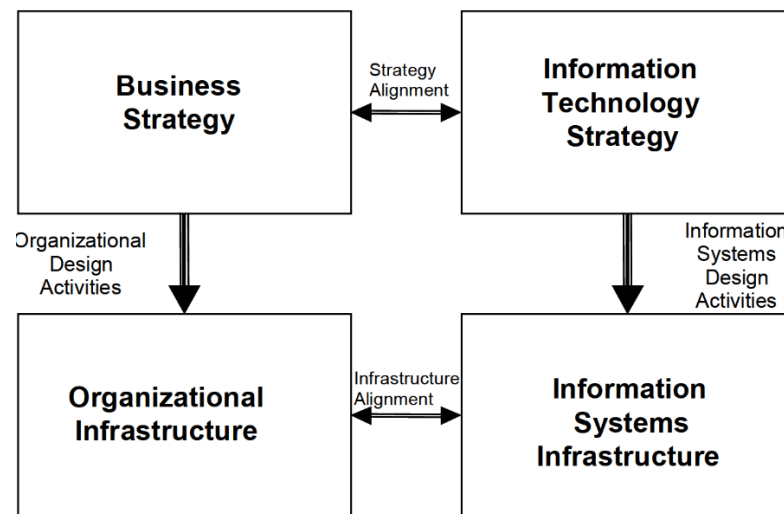 Business
Strategy
Strategy
Alignment
Information
Technology
Strategy
Organizational
Design
Activities
Information
Systems
Design
Activities
Organizational
Infrastructure
Infrastructure
Alignment
Information
Systems
Infrastructure